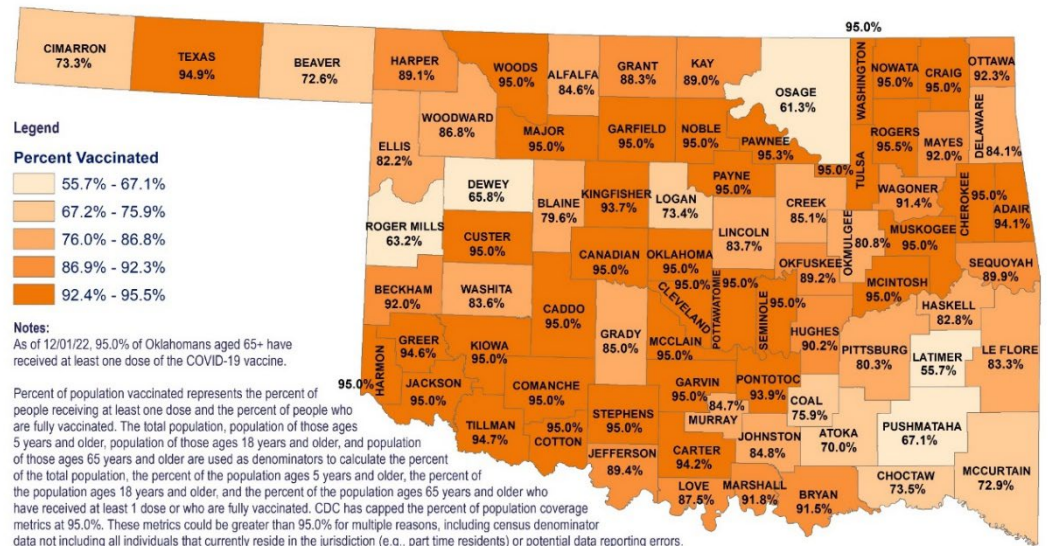 95.0%
CIMARRON
73.3%
TEXAS
94.9%
BEAVER
72.6%
HARPER
89.1%
WOODS
95.0%
ALFALFA
84.6%
GRANT
88.3%
KAY
89.0%
OSAGE
61.3%
WASHINGTON
NOWATA
95.0%
CRAIG
95.0%
OTTAWA
92.3%
WOODWARD
86.8%
ELLIS
82.2%
MAJOR
95.0%
GARFIELD
95.0%
NOBLE
95.0%
PAWNEE
95.3%
95.0%
TULSA
ROGERS
95.5%
MAYES
92.0%
DELAWARE
84.1%
DEWEY
65.8%
ROGER MILLS
63.2%
BLAINE
79.6%
KINGFISHER
93.7%
LOGAN
73.4%
PAYNE
95.0%
CREEK
85.1%
WAGONER
91.4%
CHEROKEE
95.0%
ADAIR
94.1%
CUSTER
95.0%
CANADIAN
95.0%
OKLAHOMA
95.0%
LINCOLN
83.7%
OKFUSKEE
89.2%
OKMULGEE
80.8%
MUSKOGEE
95.0%
SEQUOYAH
89.9%
BECKHAM
92.0%
WASHITA
83.6%
CADDO
95.0%
GRADY
85.0%
CLEVELAND
95.0%
POTTAWATOMIE
95.0%
SEMINOLE
95.0%
HUGHES
90.2%
MCINTOSH
95.0%
HASKELL
82.8%
GREER
94.6%
KIOWA
95.0%
MCCLAIN
95.0%
PITTSBURG
80.3%
LATIMER
55.7%
LE FLORE
83.3%
95.0%
HARMON
JACKSON
95.0%
COMANCHE
95.0%
GARVIN
95.0%
PONTOTOC
93.9%
COAL
75.9%
TILLMAN
94.7%
95.0%
COTTON
STEPHENS
95.0%
84.7%
MURRAY
JOHNSTON
84.8%
ATOKA
70.0%
PUSHMATAHA
67.1%
JEFFERSON
89.4%
CARTER
94.2%
LOVE
87.5%
MARSHALL
91.8%
BRYAN
91.5%
CHOCTAW
73.5%
MCCURTAIN
72.9%
Legend
Percent Vaccinated
55.7% - 67.1%
67.2% - 75.9%
76.0% - 86.8%
86.9% - 92.3%
92.4% - 95.5%
Notes:
As of 12/01/22, 95.0% of Oklahomans aged 65+ have
received at least one dose of the COVID-19 vaccine.
Percent of population vaccinated represents the percent of
people receiving at least one dose and the percent of people who
are fully vaccinated. The total population, population of those ages
5 years and older, population of those ages 18 years and older, and population
of those ages 65 years and older are used as denominators to calculate the percent
of the total population, the percent of the population ages 5 years and older, the percent of
the population ages 18 years and older, and the percent of the population ages 65 years and older who
have received at least 1 dose or who are fully vaccinated. CDC has capped the percent of population coverage
metrics at 95.0%. These metrics could be greater than 95.0% for multiple reasons, including census denominator
data not including all individuals that currently reside in the jurisdiction (e.g., part time residents) or potential data reporting errors.